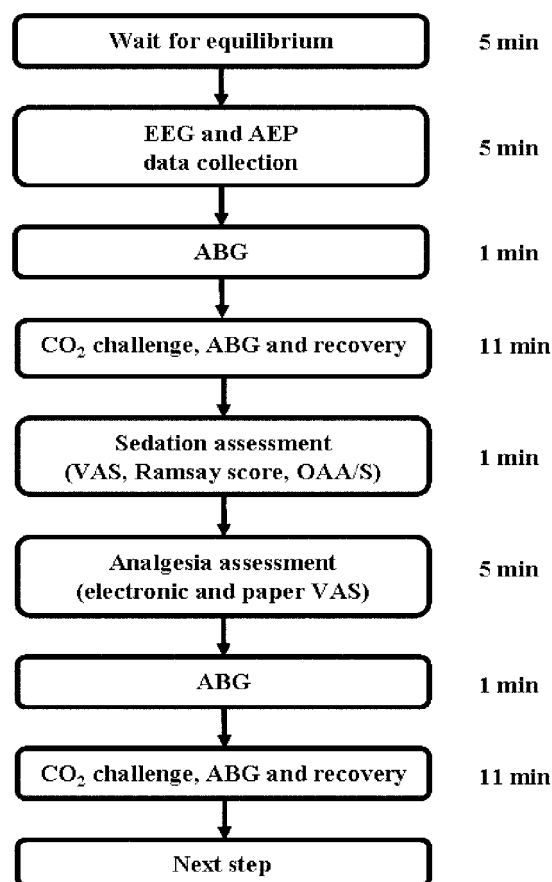 Wait for equilibrium 5 min
EEG and AEP
data collection 5 min
ABG 1 min
CO₂ challenge, ABG and recovery 11 min
Sedation assessment
(VAS, Ramsay score, OAA/S) 1 min
Analgesia assessment
(electronic and paper VAS) 5 min
ABG 1 min
CO₂ challenge, ABG and recovery 11 min
Next step